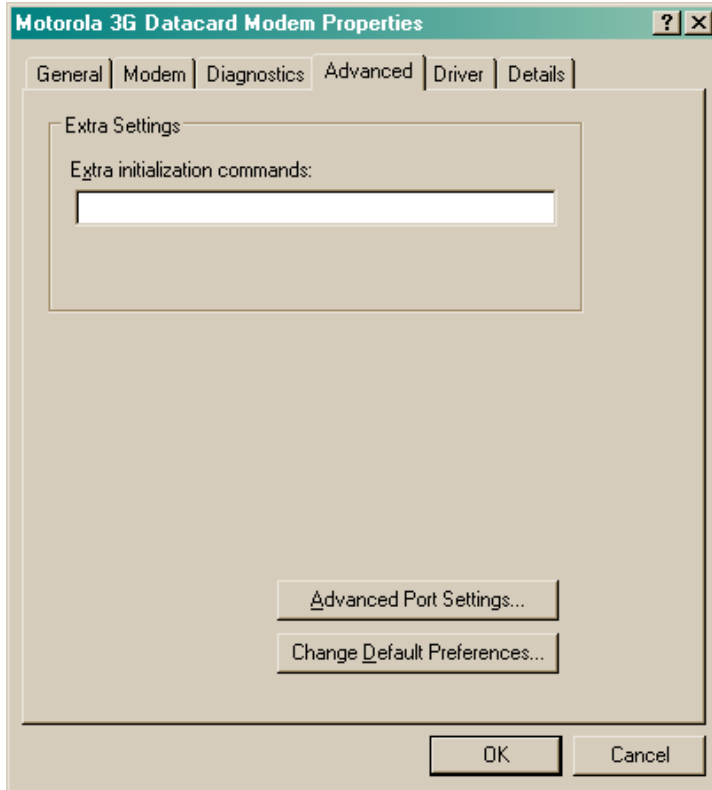 Motorola 3G Datacard Modem Properties
General Modem Diagnostics Advanced Driver Details
Extra Settings
Extra initialization commands:
Advanced Port Settings...
Change Default Preferences...
OK Cancel